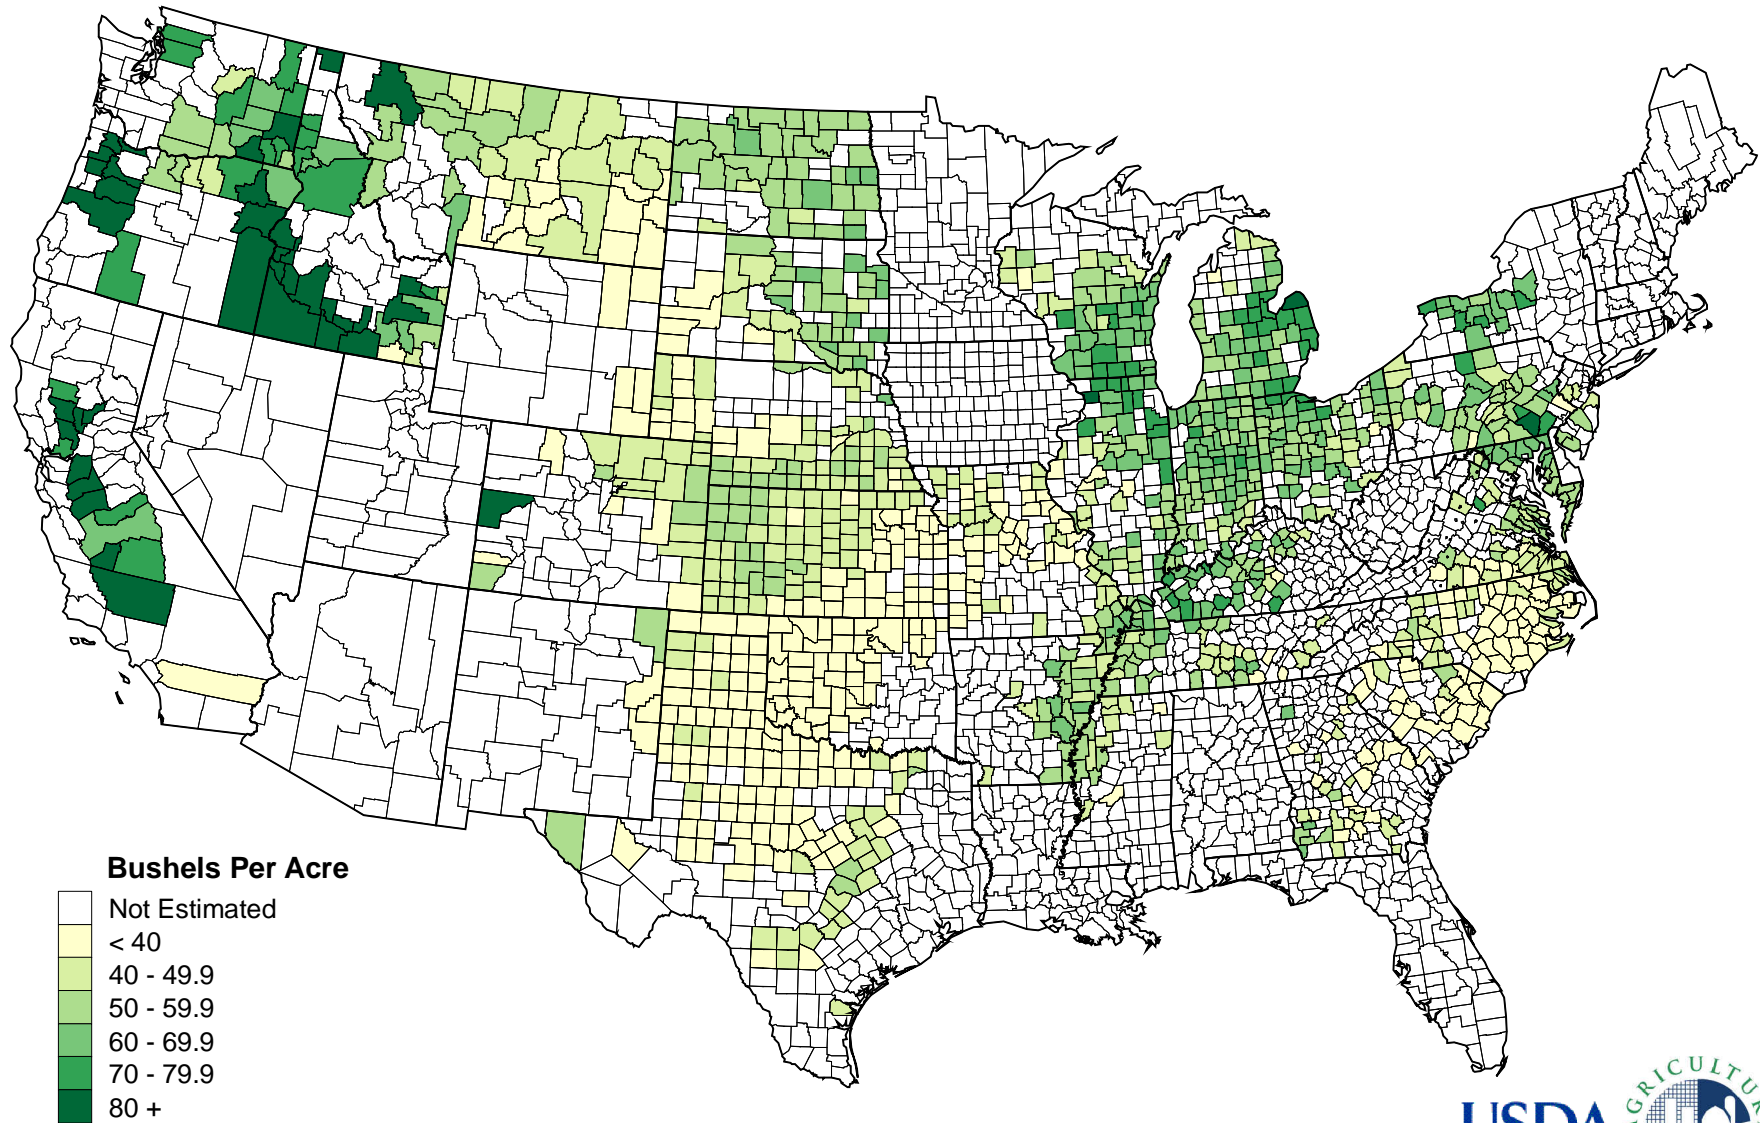 Bushels Per Acre
Not Estimated
< 40
40 - 49.9
50 - 59.9
60 - 69.9
70 - 79.9
80 +
USDA